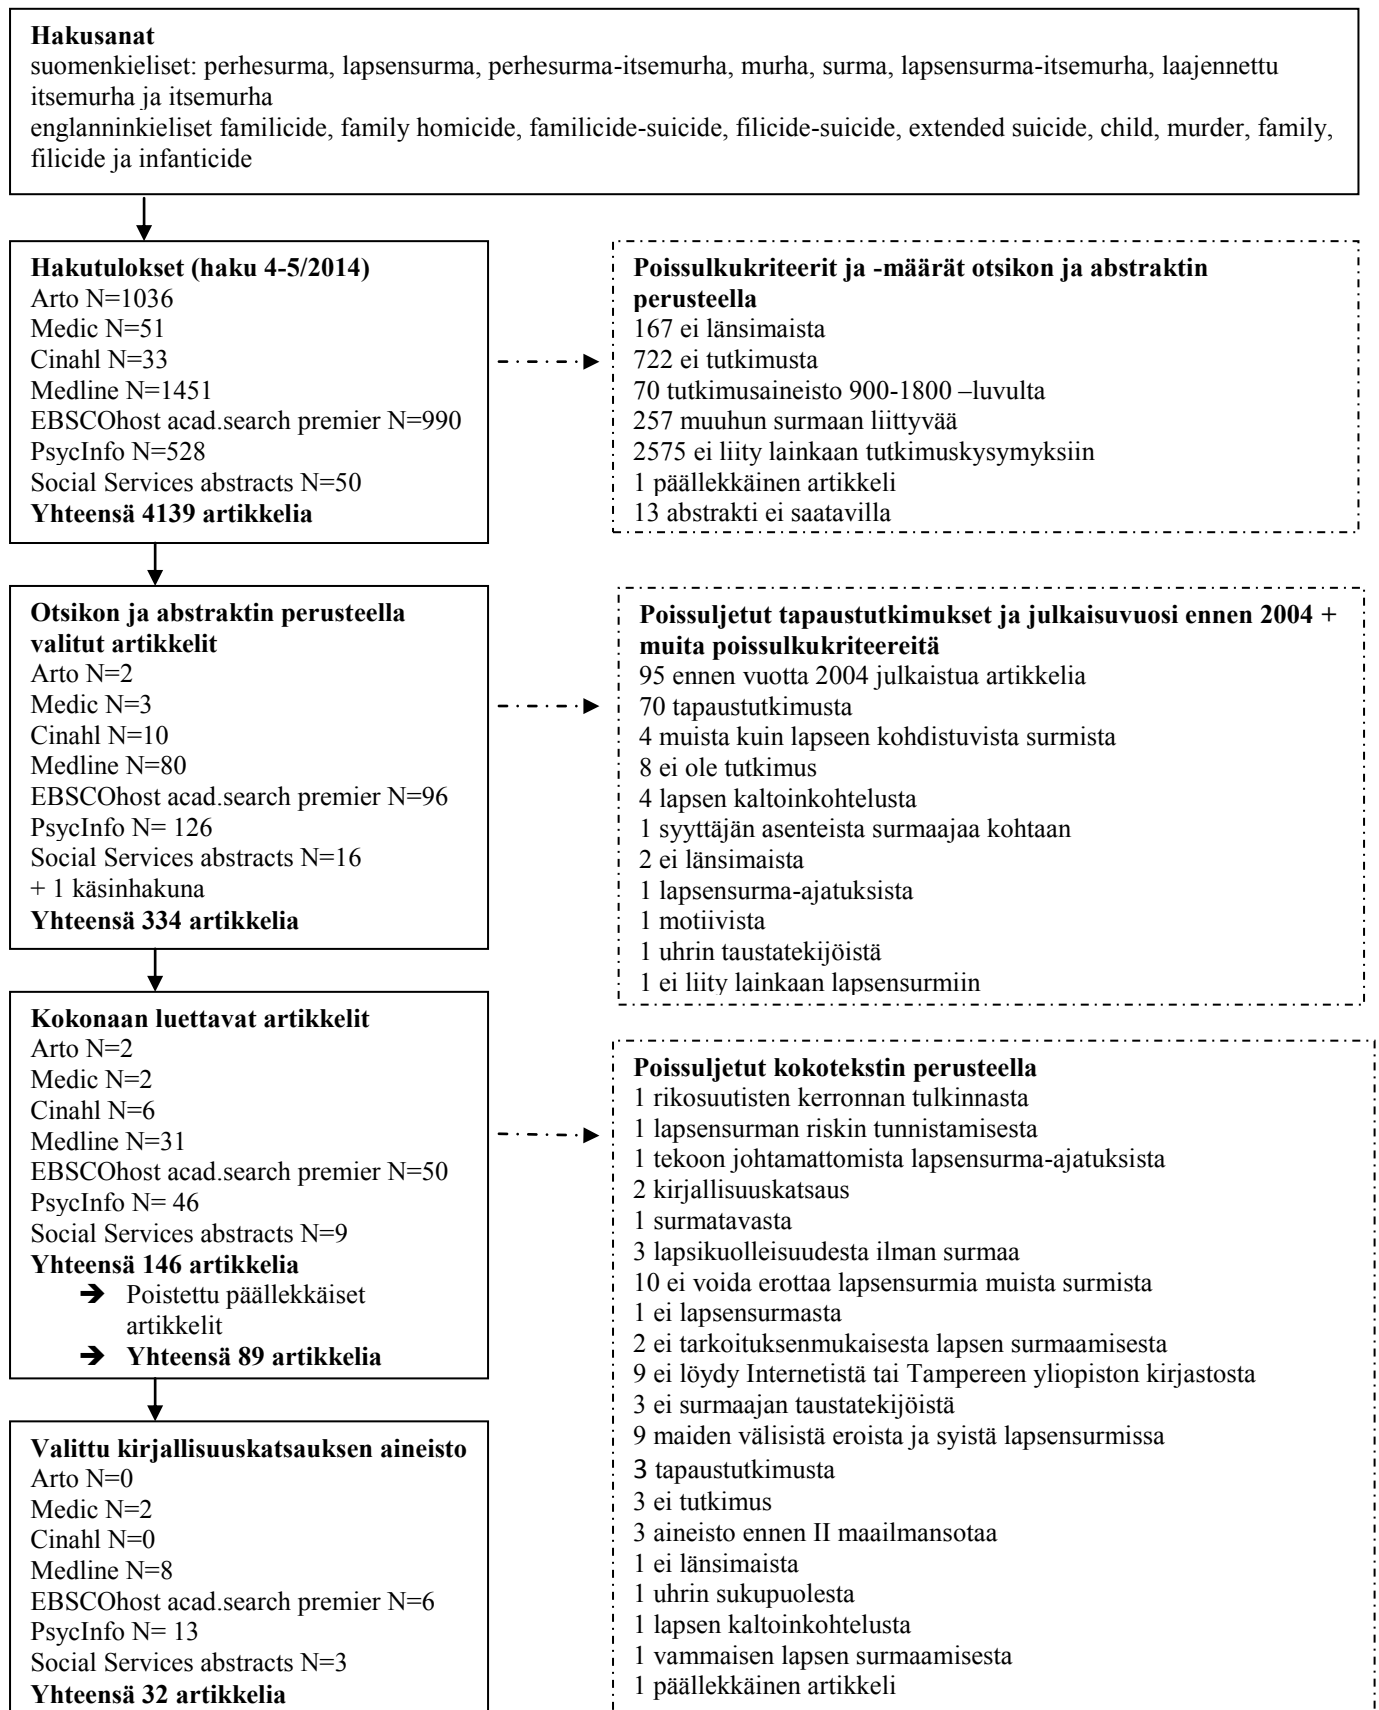 Hakusanat
suomenkieliset: perhesurma, lapsensurma, perhesurma-itsemurha, murha, surma, lapsensurma-itsemurha, laajennettu
itsemurha ja itsemurha
englanninkieliset familicide, family homicide, familicide-suicide, filicide-suicide, extended suicide, child, murder, family,
filicide ja infanticide
Hakutulokset (haku 4-5/2014)
Arto N=1036
Medic N=51
Cinahl N=33
Medline N=1451
EBSCOhost acad.search premier N=990
PsycInfo N=528
Social Services abstracts N=50
Yhteensä 4139 artikkelia
Poissulkukriteerit ja -määrät otsikon ja abstraktin
perusteella
167 ei länsimaista
722 ei tutkimusta
70 tutkimusaineisto 900-1800 –luvulta
257 muuhun surmaan liittyvää
2575 ei liity lainkaan tutkimuskysymyksiin
1 päällekkäinen artikkeli
13 abstrakti ei saatavilla
Otsikon ja abstraktin perusteella
valitut artikkelit
Arto N=2
Medic N=3
Cinahl N=10
Medline N=80
EBSCOhost acad.search premier N=96
PsycInfo N= 126
Social Services abstracts N=16
+ 1 käsinhakuna
Yhteensä 334 artikkelia
Poissuljetut tapaustutkimukset ja julkaisuvuosi ennen 2004 +
muita poissulkukriteereitä
95 ennen vuotta 2004 julkaistua artikkelia
70 tapaustutkimusta
4 muista kuin lapseen kohdistuvista surmista
8 ei ole tutkimus
4 lapsen kaltoinkohtelusta
1 syyttäjän asenteista surmaajaa kohtaan
2 ei länsimaista
1 lapsensurma-ajatuksista
1 motiivista
1 uhrin taustatekijöistä
1 ei liity lainkaan lapsensurmiin
Kokonaan luettavat artikkelit
Arto N=2
Medic N=2
Cinahl N=6
Medline N=31
EBSCOhost acad.search premier N=50
PsycInfo N= 46
Social Services abstracts N=9
Yhteensä 146 artikkelia
➔ Poistettu päällekkäiset
artikkelit
➔ Yhteensä 89 artikkelia
Poissuljetut kokotekstin perusteella
1 rikosuutisten kerronnan tulkinnasta
1 lapsensurman riskin tunnistamisesta
1 tekoon johtamattomista lapsensurma-ajatuksista
2 kirjallisuuskatsaus
1 surmatavasta
3 lapsikuolleisuudesta ilman surmaa
10 ei voida erottaa lapsensurmia muista surmista
1 ei lapsensurmasta
2 ei tarkoituksenmukaisesta lapsen surmaamisesta
9 ei löydy Internetistä tai Tampereen yliopiston kirjastosta
3 ei surmaajan taustatekijöistä
9 maiden välisistä eroista ja syistä lapsensurmissa
3 tapaustutkimusta
3 ei tutkimus
3 aineisto ennen II maailmansotaa
1 ei länsimaista
1 uhrin sukupuolesta
1 lapsen kaltoinkohtelusta
1 vammaisen lapsen surmaamisesta
1 päällekkäinen artikkeli
Valittu kirjallisuuskatsauksen aineisto
Arto N=0
Medic N=2
Cinahl N=0
Medline N=8
EBSCOhost acad.search premier N=6
PsycInfo N= 13
Social Services abstracts N=3
Yhteensä 32 artikkelia